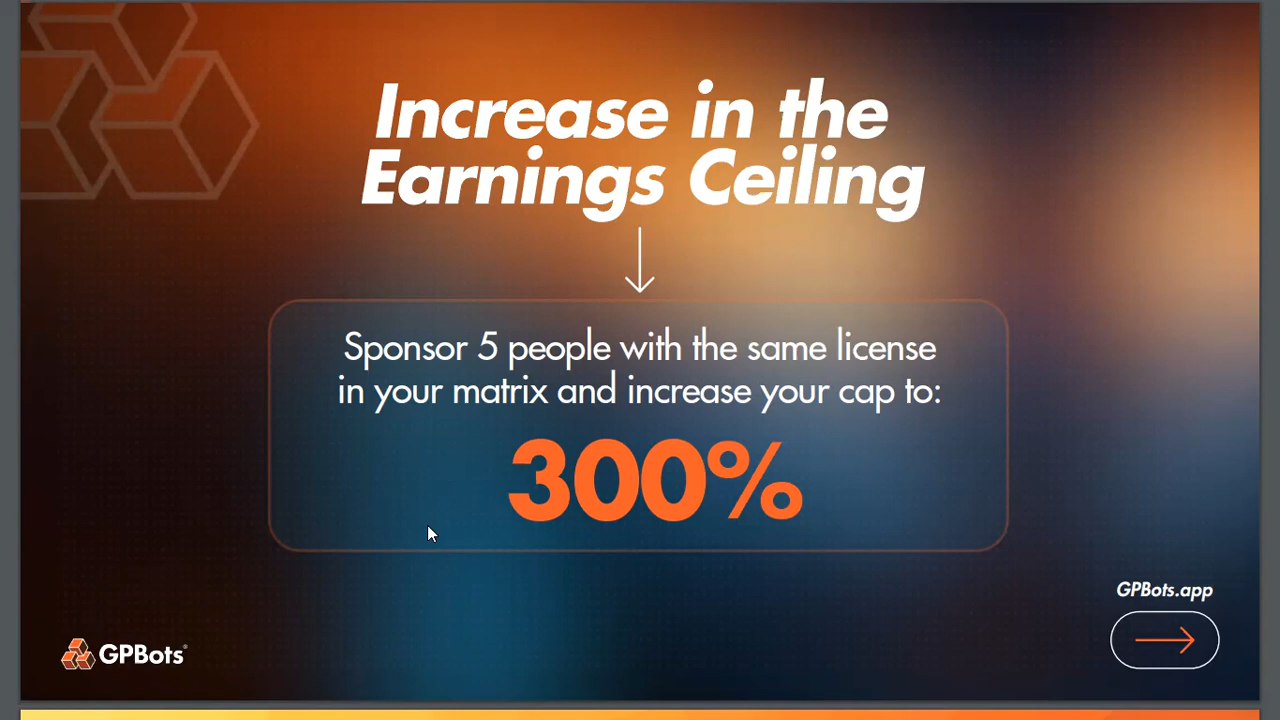 Increase in the
Earnings Ceiling
Sponsor 5 people with the same license
in your matrix and increase your cap to:
300%
GPBots.app
GPBots®